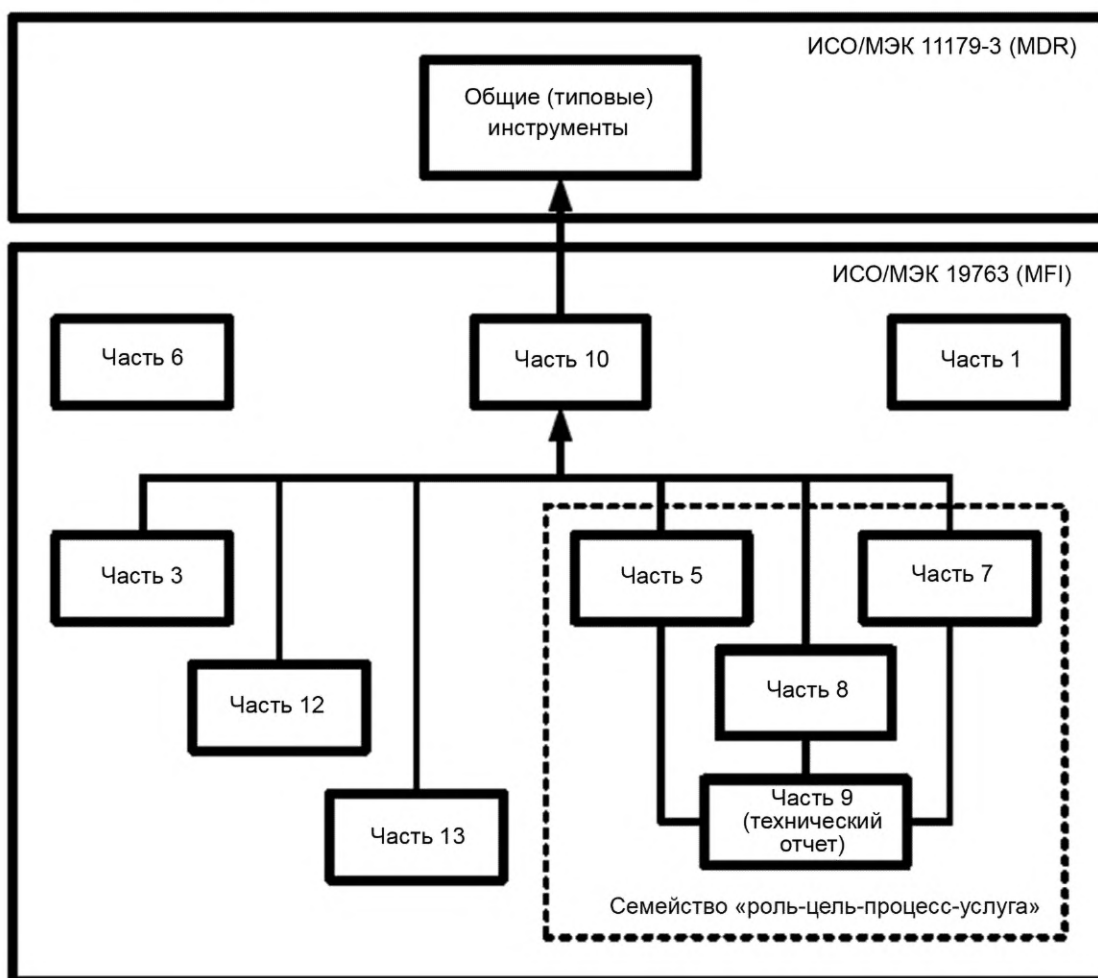 ИСО/МЭК 11179-3 (MDR)
Общие (типовые)
инструменты
ИСО/МЭК 19763 (MFI)
Часть 6
Часть 10
Часть 1
Часть 3
Часть 5
Часть 7
Часть 12
Часть 8
Часть 13
Часть 9
(технический
отчет)
Семейство «роль-цель-процесс-услуга»